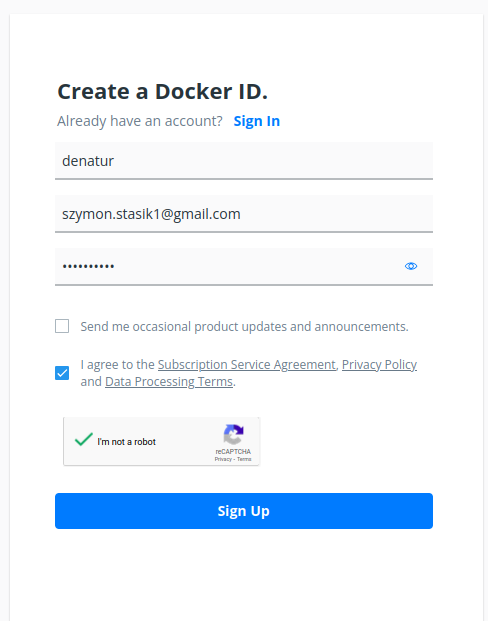 Create a Docker ID.
Already have an account? Sign In
denatur
szymon.stasik1@gmail.com
••••••••••
Send me occasional product updates and announcements.
I agree to the Subscription Service Agreement, Privacy Policy
and Data Processing Terms.
I'm not a robot
reCAPTCHA
Privacy - Terms
Sign Up